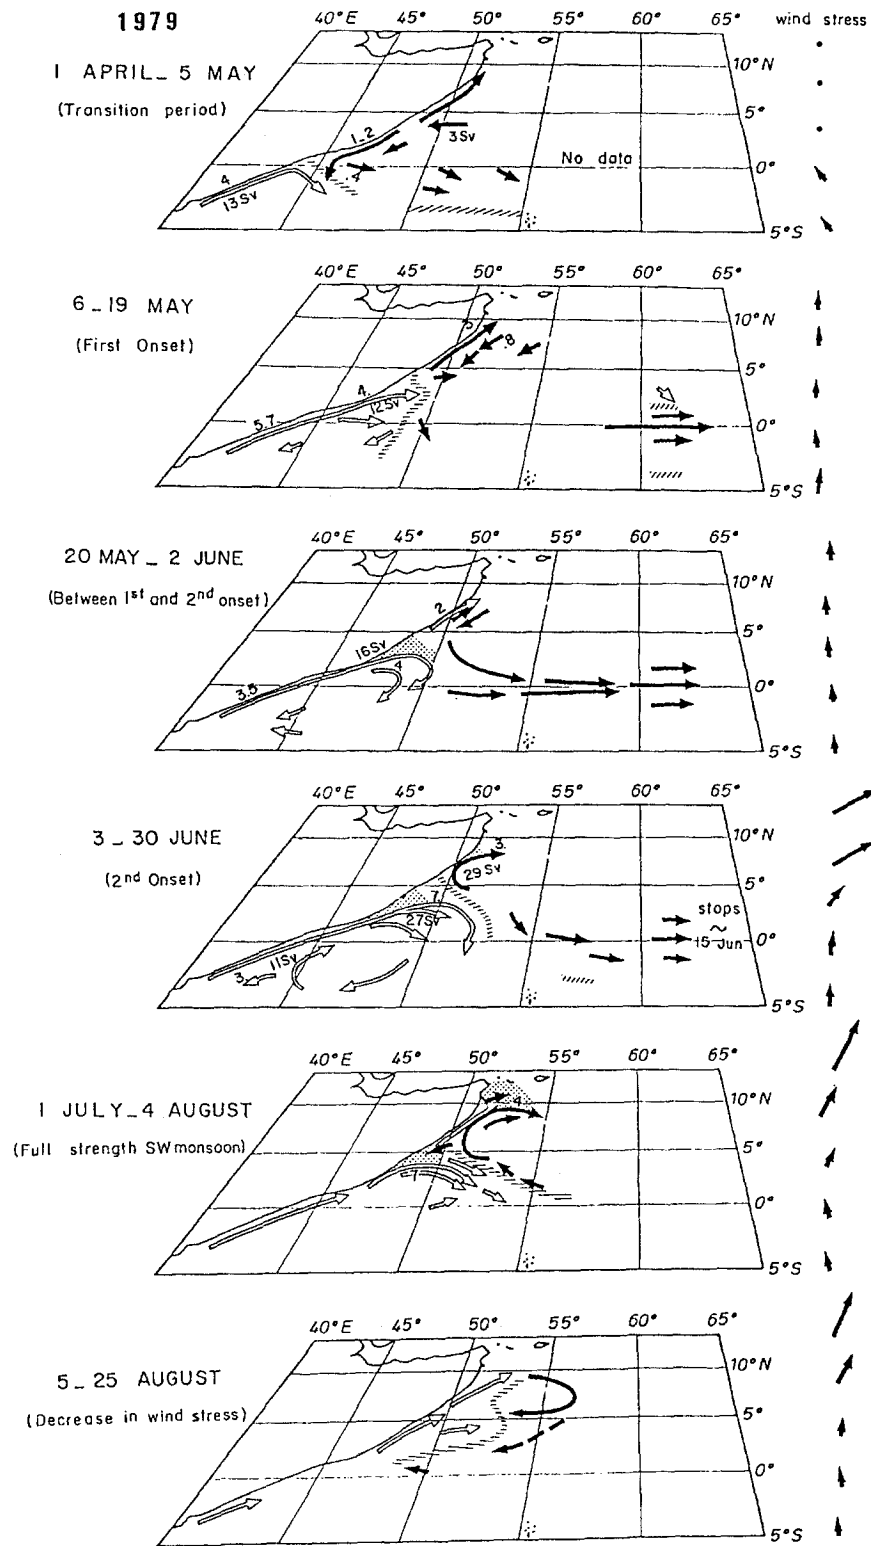 1979
40°E 45° 50° 55° 60° 65° wind stress
1 APRIL_ 5 MAY
(Transition period)
10°N
5°
0°
5°S
1_2
3Sv
No data
4
13Sv
.4
40°E 45° 50° 55° 60° 65°
6_19 MAY
(First Onset)
10°N
5°
0°
5°S
3
.8
4
12Sv
5.7
40°E 45° 50° 55° 60° 65°
20 MAY _ 2 JUNE
(Between 1st and 2nd onset)
10°N
5°
0°
5°S
2
16Sv
4
3.5
40°E 45° 50° 55° 60° 65°
3_30 JUNE
(2nd Onset)
10°N
5°
0°
5°S
3
29 Sv
7
27Sv
stops
~
15 Jun
11Sv
3
40°E 45° 50° 55° 60° 65°
1 JULY_4 AUGUST
(Full strength SW monsoon)
10°N
5°
0°
5°S
4
7
40°E 45° 50° 55° 60° 65°
5_25 AUGUST
(Decrease in wind stress)
10°N
5°
0°
5°S